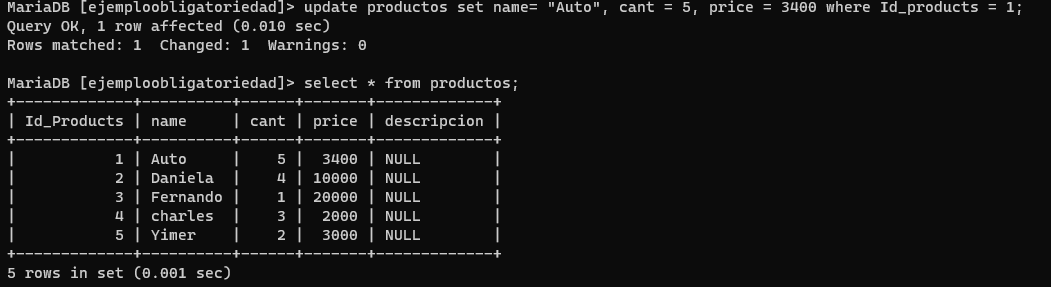 MariaDB [ejemploobligatoriedad]> update productos set name= "Auto", cant = 5, price = 3400 where Id_products = 1;
Query OK, 1 row affected (0.010 sec)
Rows matched: 1  Changed: 1  Warnings: 0

MariaDB [ejemploobligatoriedad]> select * from productos;
+-------------+----------+------+-------+-------------+
| Id_Products | name     | cant | price | descripcion |
+-------------+----------+------+-------+-------------+
|           1 | Auto     |    5 |  3400 | NULL        |
|           2 | Daniela  |    4 | 10000 | NULL        |
|           3 | Fernando |    1 | 20000 | NULL        |
|           4 | charles  |    3 |  2000 | NULL        |
|           5 | Yimer    |    2 |  3000 | NULL        |
+-------------+----------+------+-------+-------------+
5 rows in set (0.001 sec)